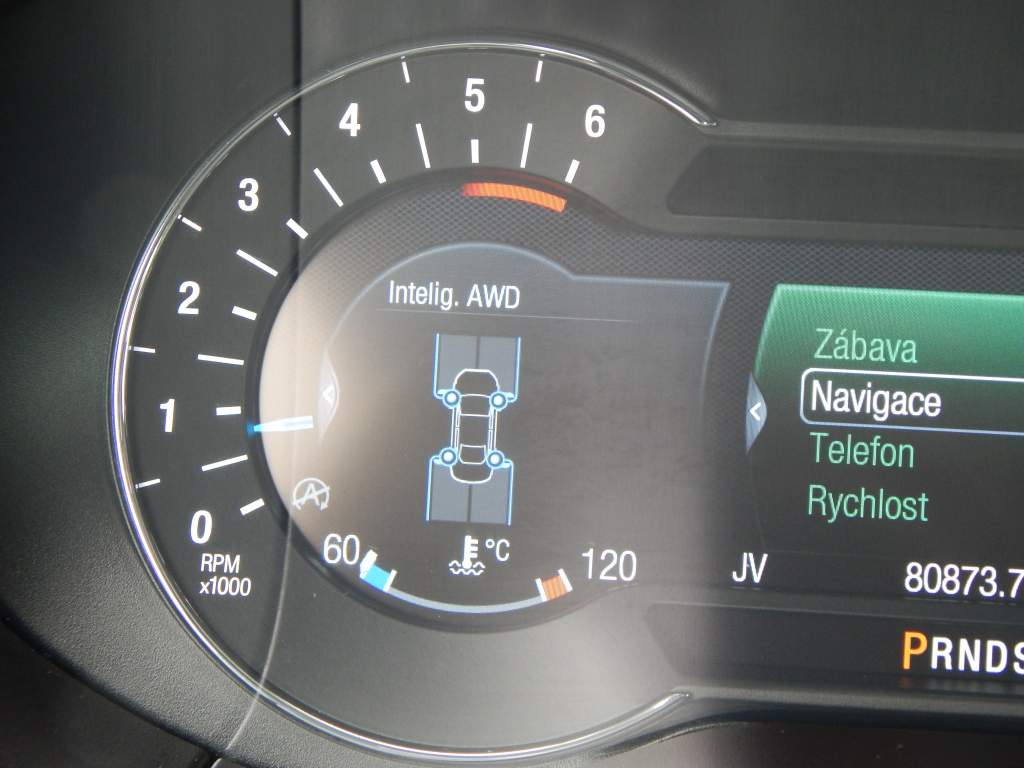 0
1
2
3
4
5
6
RPM
x1000
Intelig. AWD
60
°C
120
Zábava
Navigace
Telefon
Rychlost
JV
80873.7
PRNDS